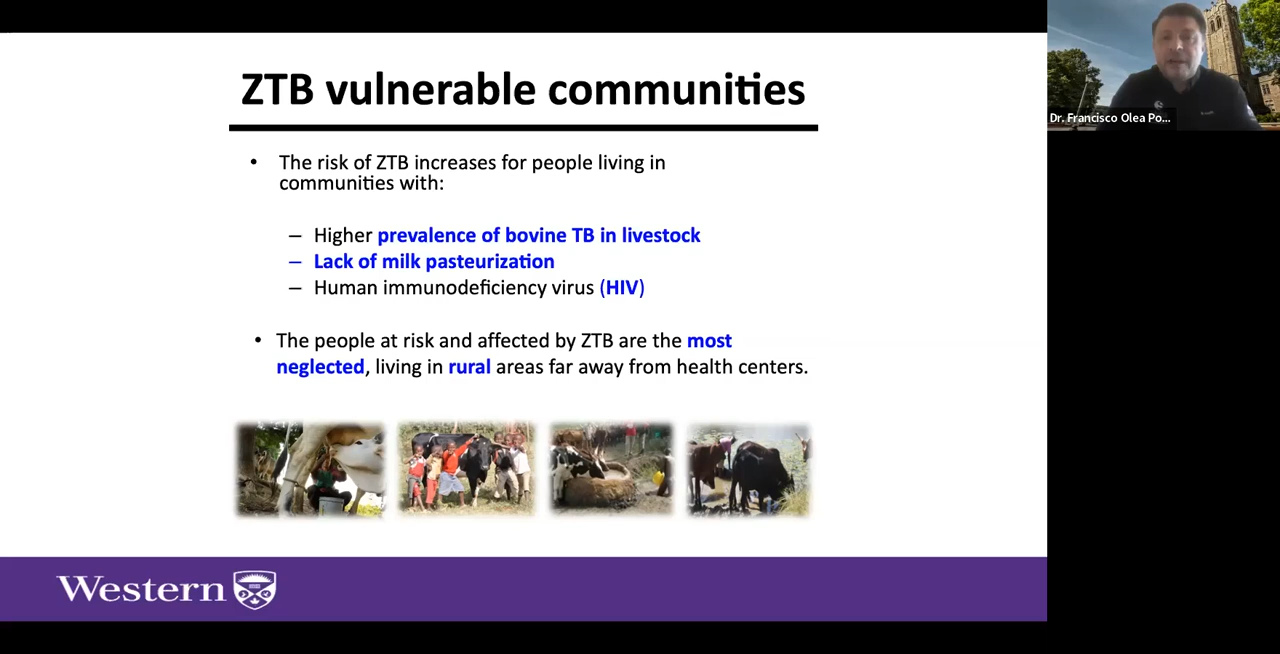 ZTB vulnerable communities
• The risk of ZTB increases for people living in
communities with:
– Higher prevalence of bovine TB in livestock
– Lack of milk pasteurization
– Human immunodeficiency virus (HIV)
• The people at risk and affected by ZTB are the most
neglected, living in rural areas far away from health centers.
Western
Dr. Francisco Olea Po...